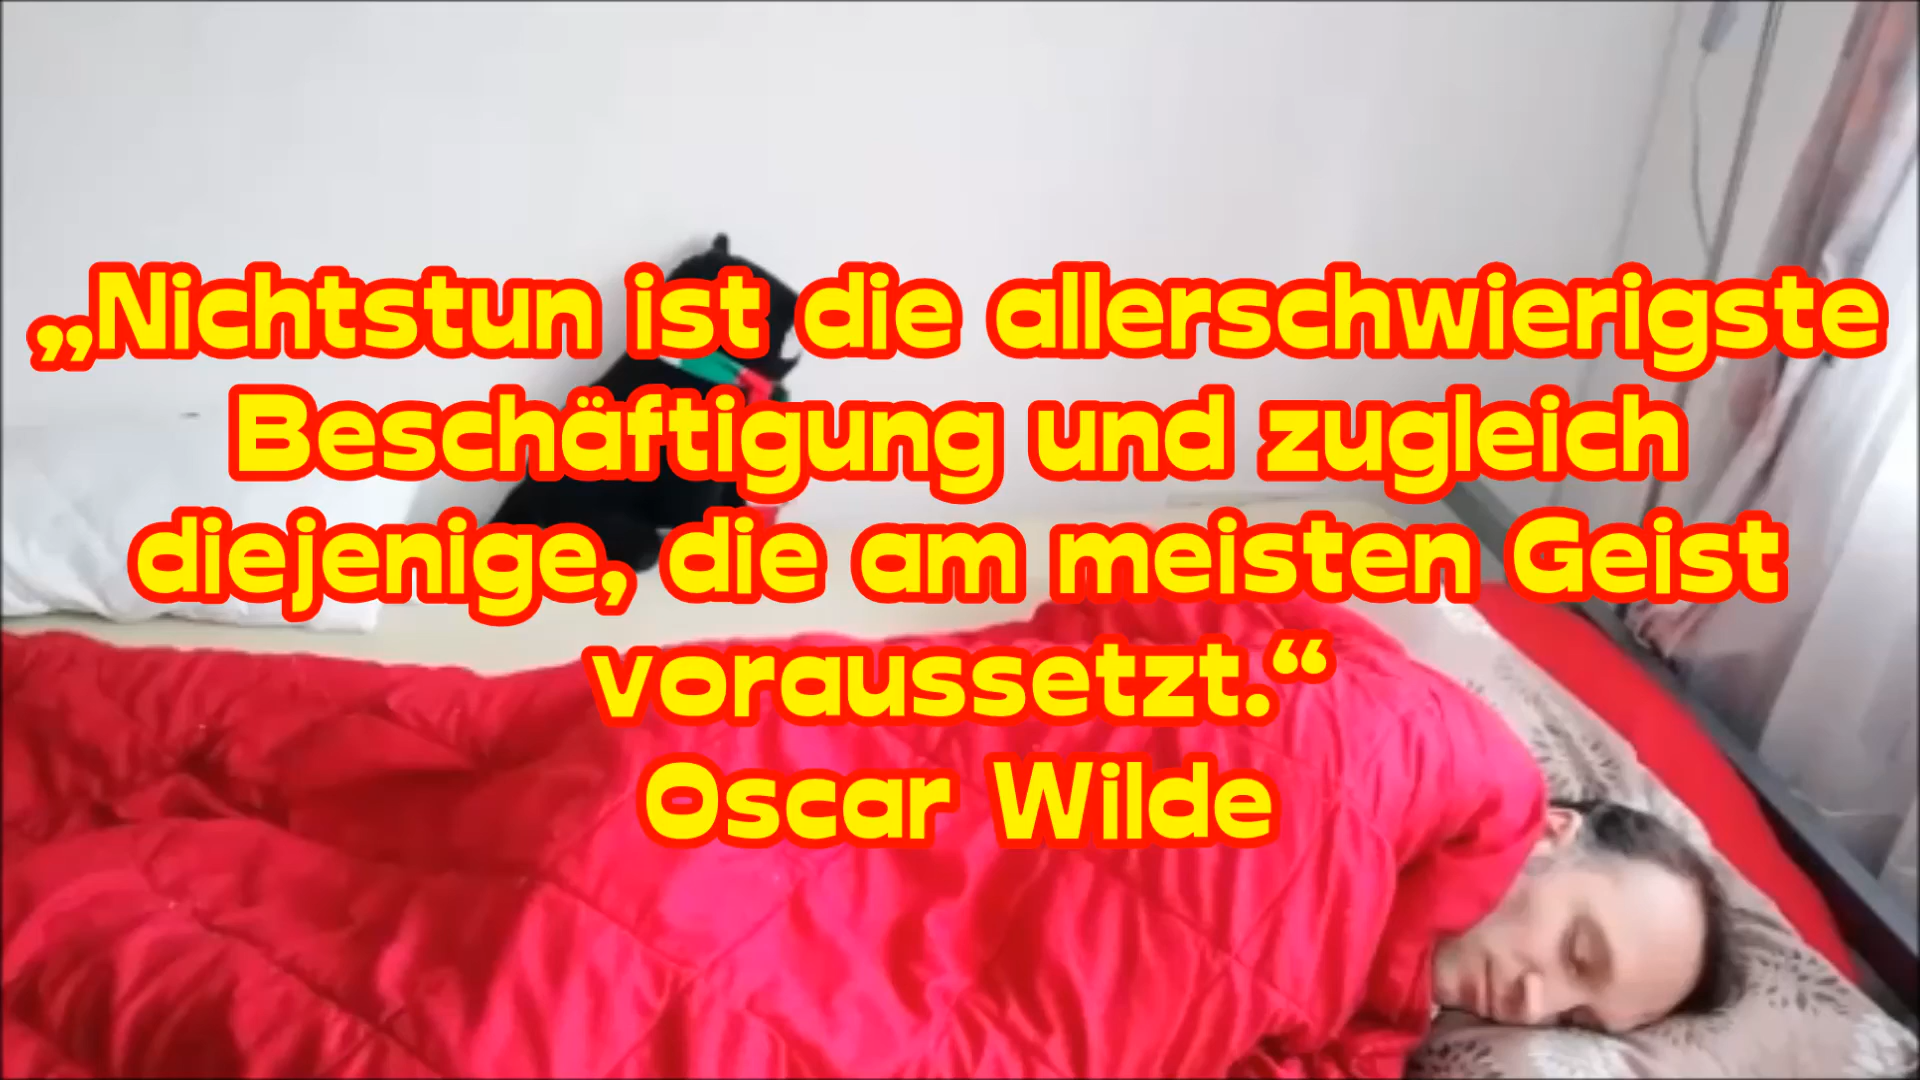 „Nichtstun ist die allerschwierigste
Beschäftigung und zugleich
diejenige, die am meisten Geist
voraussetzt.“
Oscar Wilde